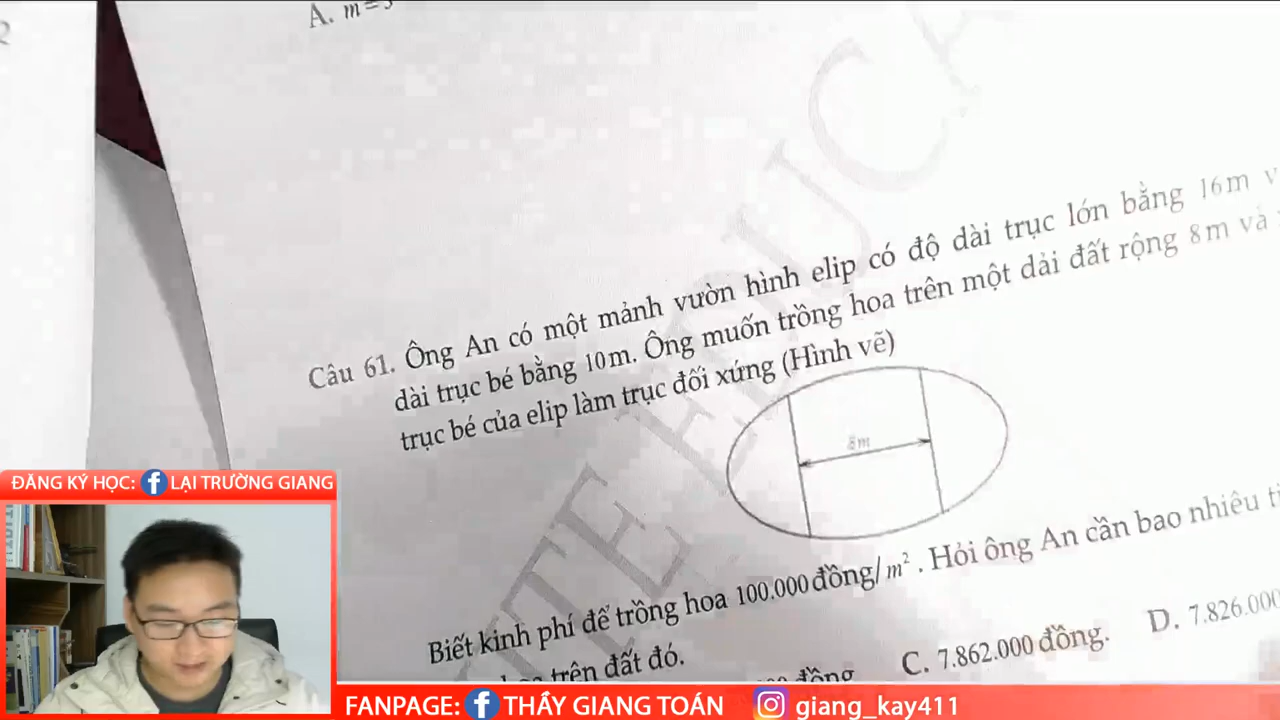 A. m=3
Câu 61. Ông An có một mảnh vườn hình elip có độ dài trục lớn bằng 16m
dài trục bé bằng 10m. Ông muốn trồng hoa trên một dải đất rộng 8m và
trục bé của elip làm trục đối xứng (Hình vẽ)
8m
Biết kinh phí để trồng hoa 100.000 đồng/m². Hỏi ông An cần bao nhiêu
trên đất đó.
đồng
C. 7.862.000 đồng.
D. 7.826.000
ĐĂNG KÝ HỌC: LẠI TRƯỜNG GIANG
FANPAGE: THẦY GIANG TOÁN giang_kay411